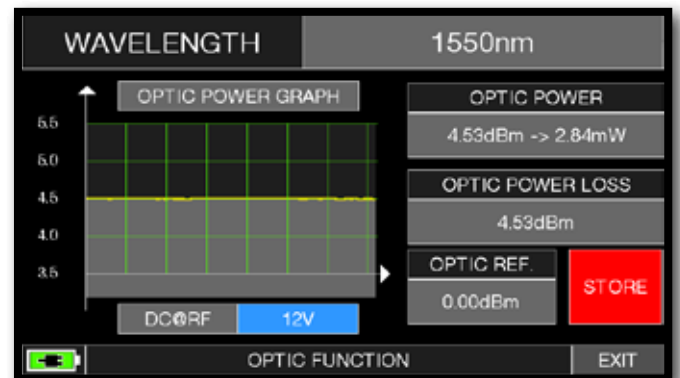 WAVELENGTH 1550nm
OPTIC POWER GRAPH
5.5
5.0
4.5
4.0
3.5
DC@RF 12V
OPTIC POWER
4.53dBm -> 2.84mW
OPTIC POWER LOSS
4.53dBm
OPTIC REF.
0.00dBm
STORE
OPTIC FUNCTION EXIT